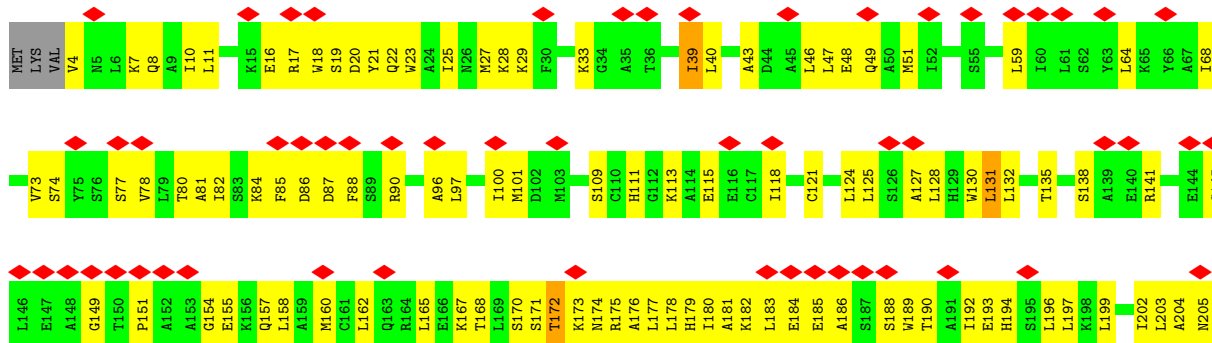 MET LYS VAL V4 N5 L6 K7 Q8 A9 I10 L11 K15 E16 R17 W18 S19 D20 Y21 Q22 W23 A24 I25 N26 M27 K28 K29 F30 K33 G34 A35 T36 I39 L40 A43 D44 A45 L46 L47 E48 Q49 A50 M51 I52 S55 L59 I60 L61 S62 Y63 L64 K65 Y66 A67 I68
V73 S74 Y75 S76 S77 V78 L79 T80 A81 I82 S83 K84 F85 D86 D87 F88 S89 R90 A96 L97 I100 M101 D102 M103 S109 C110 H111 G112 K113 A114 E115 E116 C117 I118 C121 L124 L125 S126 A127 L128 H129 W130 L131 L132 T135 S138 A139 E140 R141 E144
L146 E147 A148 G149 T150 P151 A152 A153 G154 E155 K156 Q157 L158 A159 M160 C161 L162 Q163 R164 L165 E166 K167 T168 L169 S170 S171 T172 K173 N174 R175 A176 L177 L178 H179 I180 A181 K182 L183 E184 E185 A186 S187 S188 W189 T190 A191 I192 E193 H194 S195 L196 L197 K198 L199 I202 L203 A204 N205